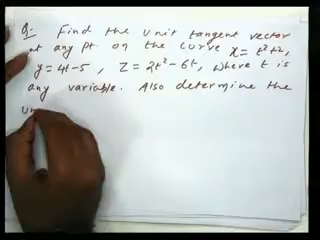 Q. Find the unit tangent vector
at any pt. on the curve x = t²+2,
y = 4t-5, z = 2t²-6t, where t is
any variable. Also determine the
un